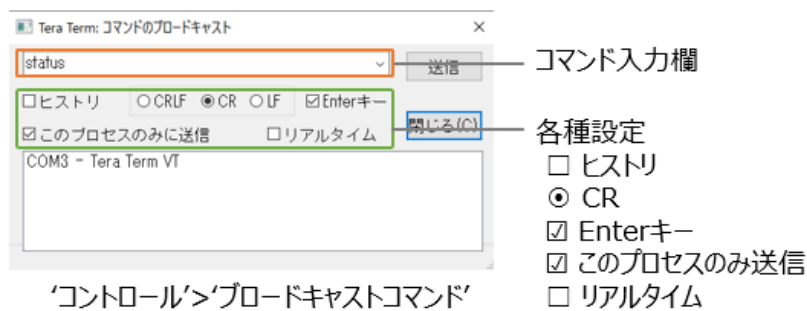 Tera Term: コマンドのブロードキャスト
×
status
送信
コマンド入力欄
□ヒストリ ○CRLF ◉CR ○LF ☑Enterキー
☑このプロセスのみに送信 □リアルタイム
閉じる(C)
COM3 - Tera Term VT
各種設定
□ ヒストリ
◉ CR
☑ Enterキー
☑ このプロセスのみ送信
□ リアルタイム
‘コントロール’>‘ブロードキャストコマンド’